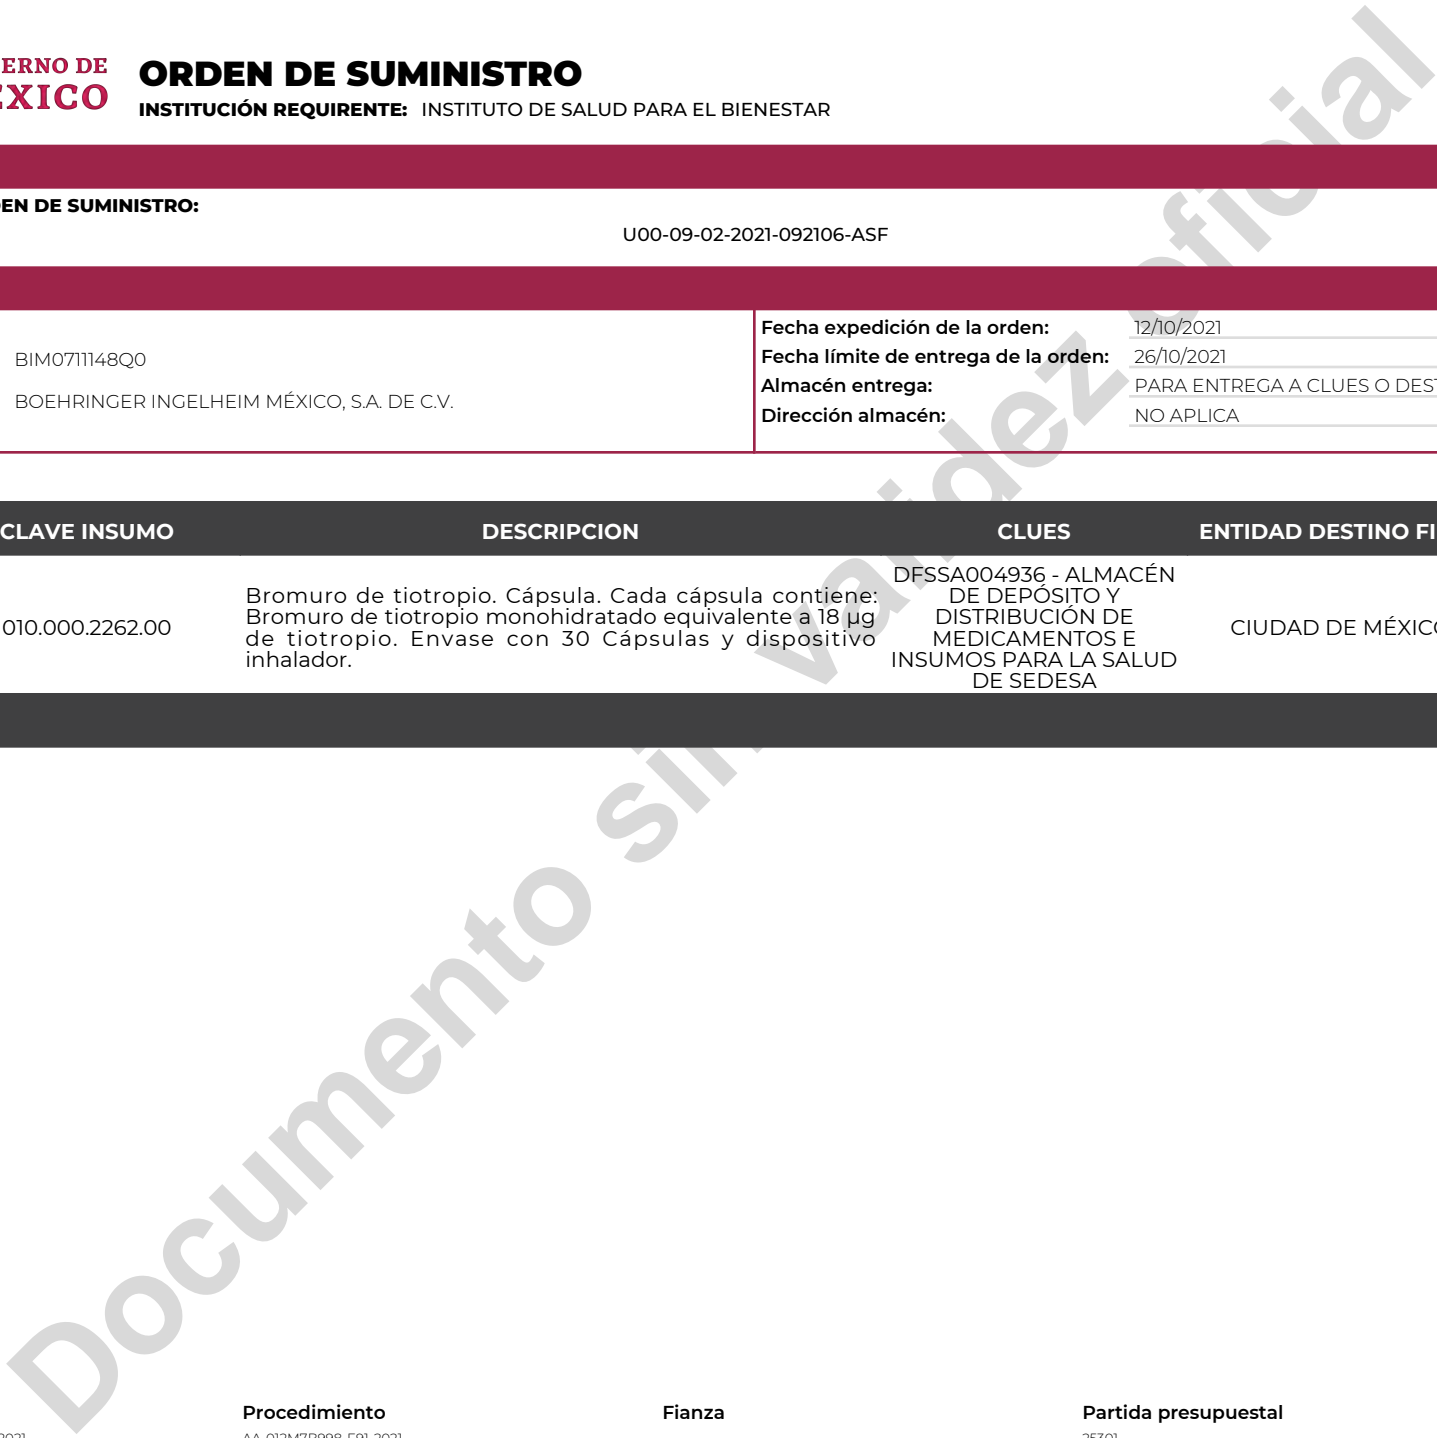 ERNO DE
ÉXICO
ORDEN DE SUMINISTRO
INSTITUCIÓN REQUIRENTE: INSTITUTO DE SALUD PARA EL BIENESTAR
EN DE SUMINISTRO:
U00-09-02-2021-092106-ASF
BIM0711148Q0
BOEHRINGER INGELHEIM MÉXICO, S.A. DE C.V.
Fecha expedición de la orden: 12/10/2021
Fecha límite de entrega de la orden: 26/10/2021
Almacén entrega: PARA ENTREGA A CLUES O DEST
Dirección almacén: NO APLICA
CLAVE INSUMO DESCRIPCION CLUES ENTIDAD DESTINO FI
010.000.2262.00
Bromuro de tiotropio. Cápsula. Cada cápsula contiene:
Bromuro de tiotropio monohidratado equivalente a 18 µg
de tiotropio. Envase con 30 Cápsulas y dispositivo
inhalador.
DFSSA004936 - ALMACÉN
DE DEPÓSITO Y
DISTRIBUCIÓN DE
MEDICAMENTOS E
INSUMOS PARA LA SALUD
DE SEDESA
CIUDAD DE MÉXICO
Documento sin validez oficial
Procedimiento Fianza Partida presupuestal